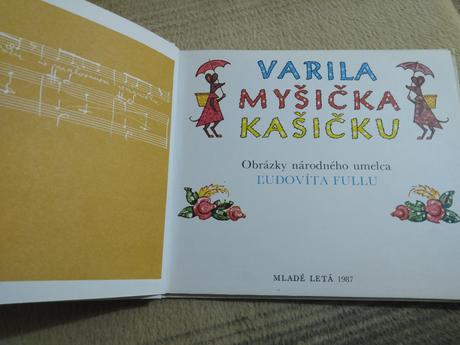 VARILA
MYŠIČKA
KAŠIČKU
Obrázky národného umelca
ĽUDOVÍTA FULLU
MLADÉ LETÁ 1987